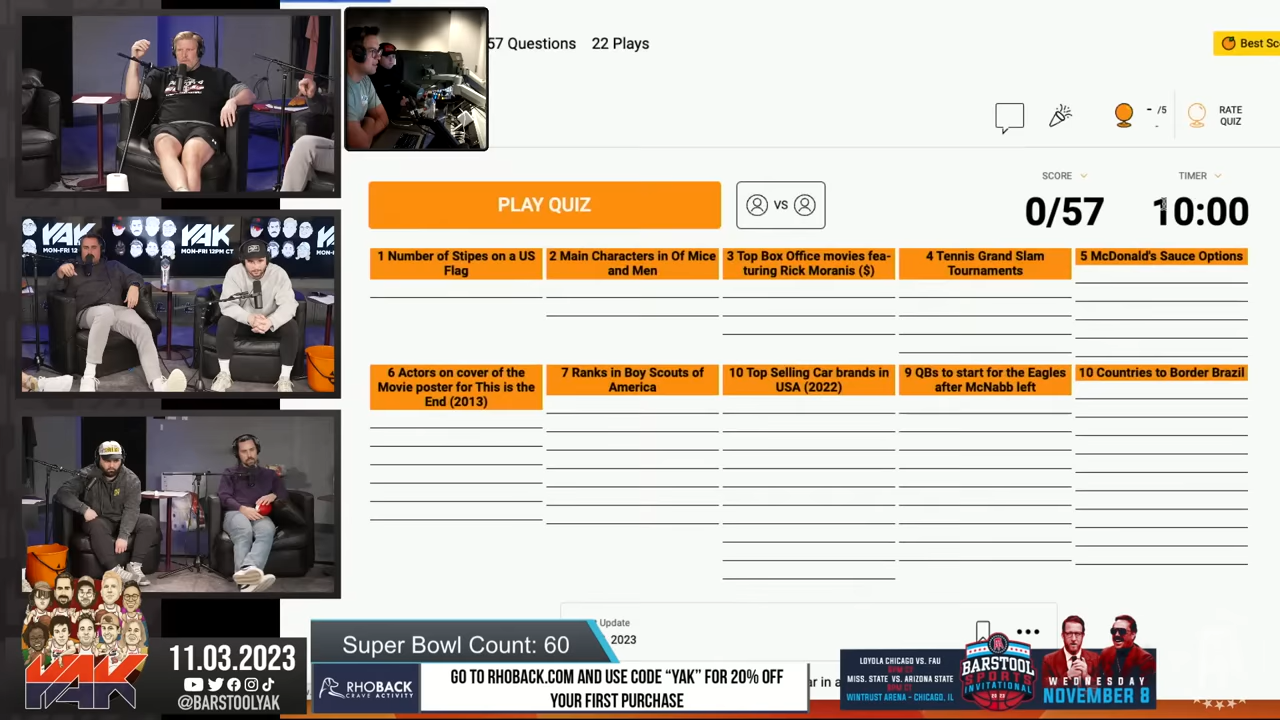 57 Questions 22 Plays
Best Sc
- /5
-
RATE
QUIZ
PLAY QUIZ
VS
SCORE
0/57
TIMER
10:00
1 Number of Stipes on a US
Flag
2 Main Characters in Of Mice
and Men
3 Top Box Office movies fea-
turing Rick Moranis ($)
4 Tennis Grand Slam
Tournaments
5 McDonald's Sauce Options
6 Actors on cover of the
Movie poster for This is the
End (2013)
7 Ranks in Boy Scouts of
America
10 Top Selling Car brands in
USA (2022)
9 QBs to start for the Eagles
after McNabb left
10 Countries to Border Brazil
YAK
MON-FRI 12
YAK
MON-FRI 12PM CT
Update
2023
Super Bowl Count: 60
YAK
11.03.2023
@BARSTOOLYAK
RHOBACK
GO TO RHOBACK.COM AND USE CODE “YAK” FOR 20% OFF
YOUR FIRST PURCHASE
LOYOLA CHICAGO VS. FAU
MISS. STATE VS. ARIZONA STATE
WINTRUST ARENA - CHICAGO, IL
BARSTOOL
SPORTS
INVITATIONAL
2023
WEDNESDAY
NOVEMBER 8